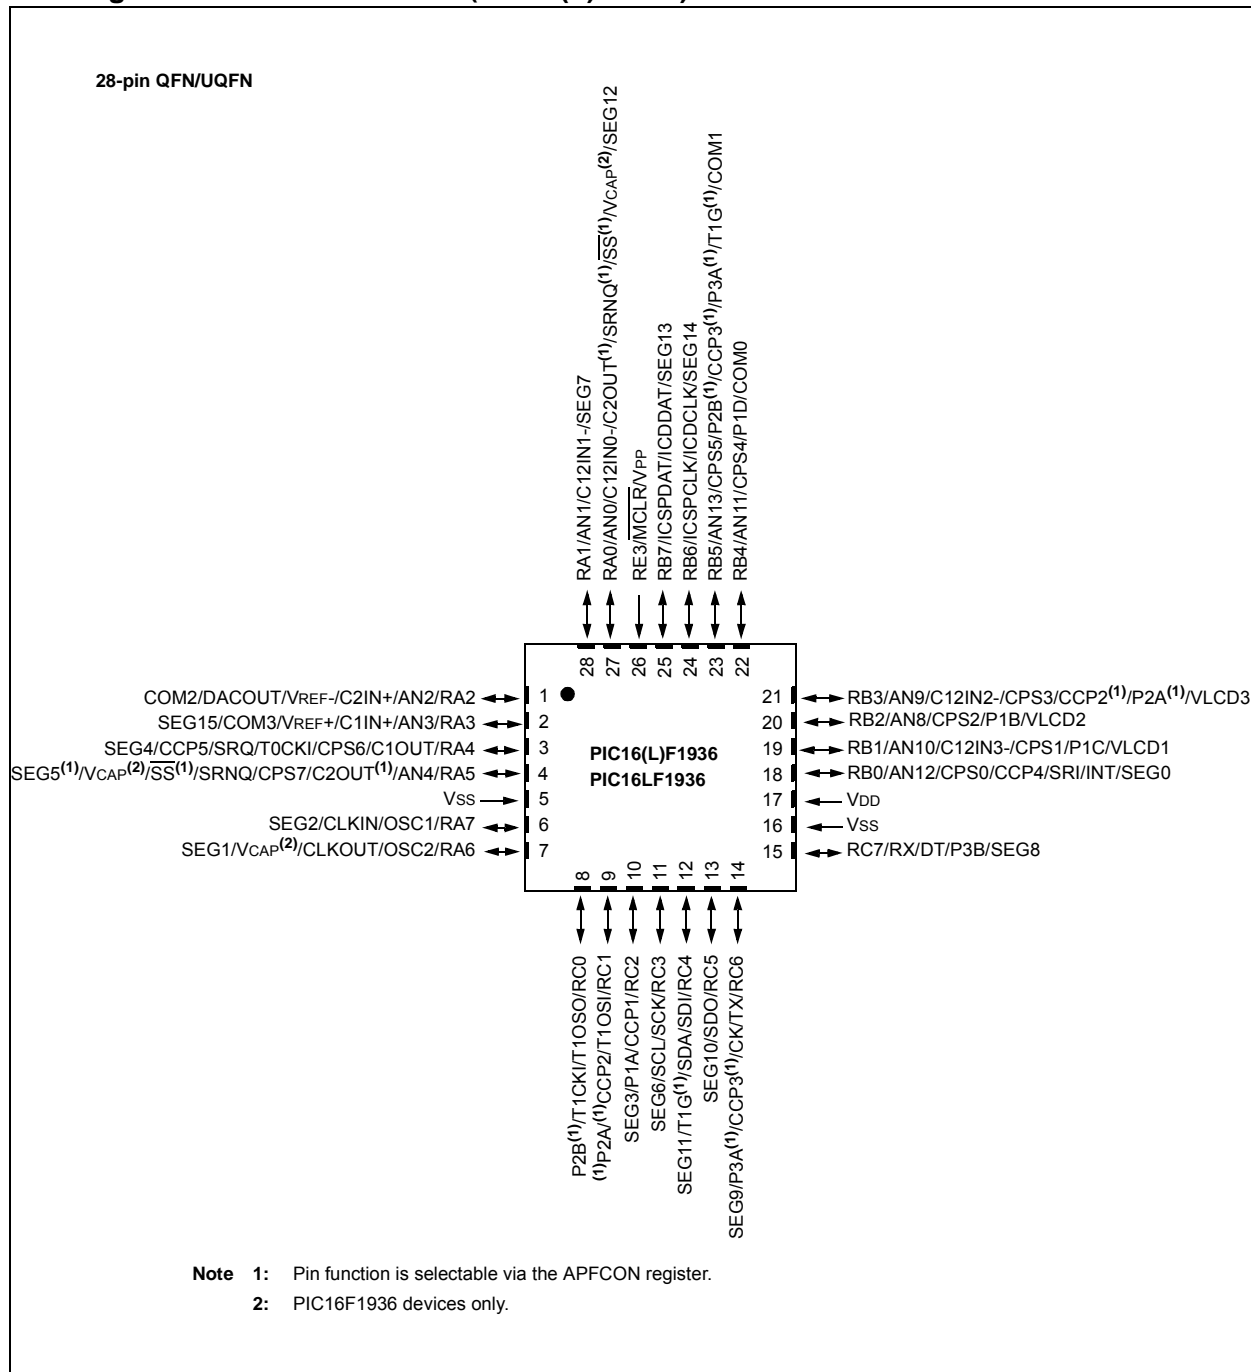 28-pin QFN/UQFN
RA1/AN1/C12IN1-/SEG7
RA0/AN0/C12IN0-/C2OUT(1)/SRNQ(1)/SS(1)/VCAP(2)/SEG12
RE3/MCLR/VPP
RB7/ICSPDAT/ICDDAT/SEG13
RB6/ICSPCLK/ICDCLK/SEG14
RB5/AN13/CPS5/P2B(1)/CCP3(1)/P3A(1)/T1G(1)/COM1
RB4/AN11/CPS4/P1D/COM0
28 27 26 25 24 23 22
COM2/DACOUT/VREF-/C2IN+/AN2/RA2 1
SEG15/COM3/VREF+/C1IN+/AN3/RA3 2
SEG4/CCP5/SRQ/T0CKI/CPS6/C1OUT/RA4 3
SEG5(1)/VCAP(2)/SS(1)/SRNQ/CPS7/C2OUT(1)/AN4/RA5 4
VSS 5
SEG2/CLKIN/OSC1/RA7 6
SEG1/VCAP(2)/CLKOUT/OSC2/RA6 7
PIC16(L)F1936
PIC16LF1936
21 RB3/AN9/C12IN2-/CPS3/CCP2(1)/P2A(1)/VLCD3
20 RB2/AN8/CPS2/P1B/VLCD2
19 RB1/AN10/C12IN3-/CPS1/P1C/VLCD1
18 RB0/AN12/CPS0/CCP4/SRI/INT/SEG0
17 VDD
16 VSS
15 RC7/RX/DT/P3B/SEG8
8 9 10 11 12 13 14
P2B(1)/T1CKI/T1OSO/RC0
(1)P2A/(1)CCP2/T1OSI/RC1
SEG3/P1A/CCP1/RC2
SEG6/SCL/SCK/RC3
SEG11/T1G(1)/SDA/SDI/RC4
SEG10/SDO/RC5
SEG9/P3A(1)/CCP3(1)/CK/TX/RC6
Note 1: Pin function is selectable via the APFCON register.
2: PIC16F1936 devices only.